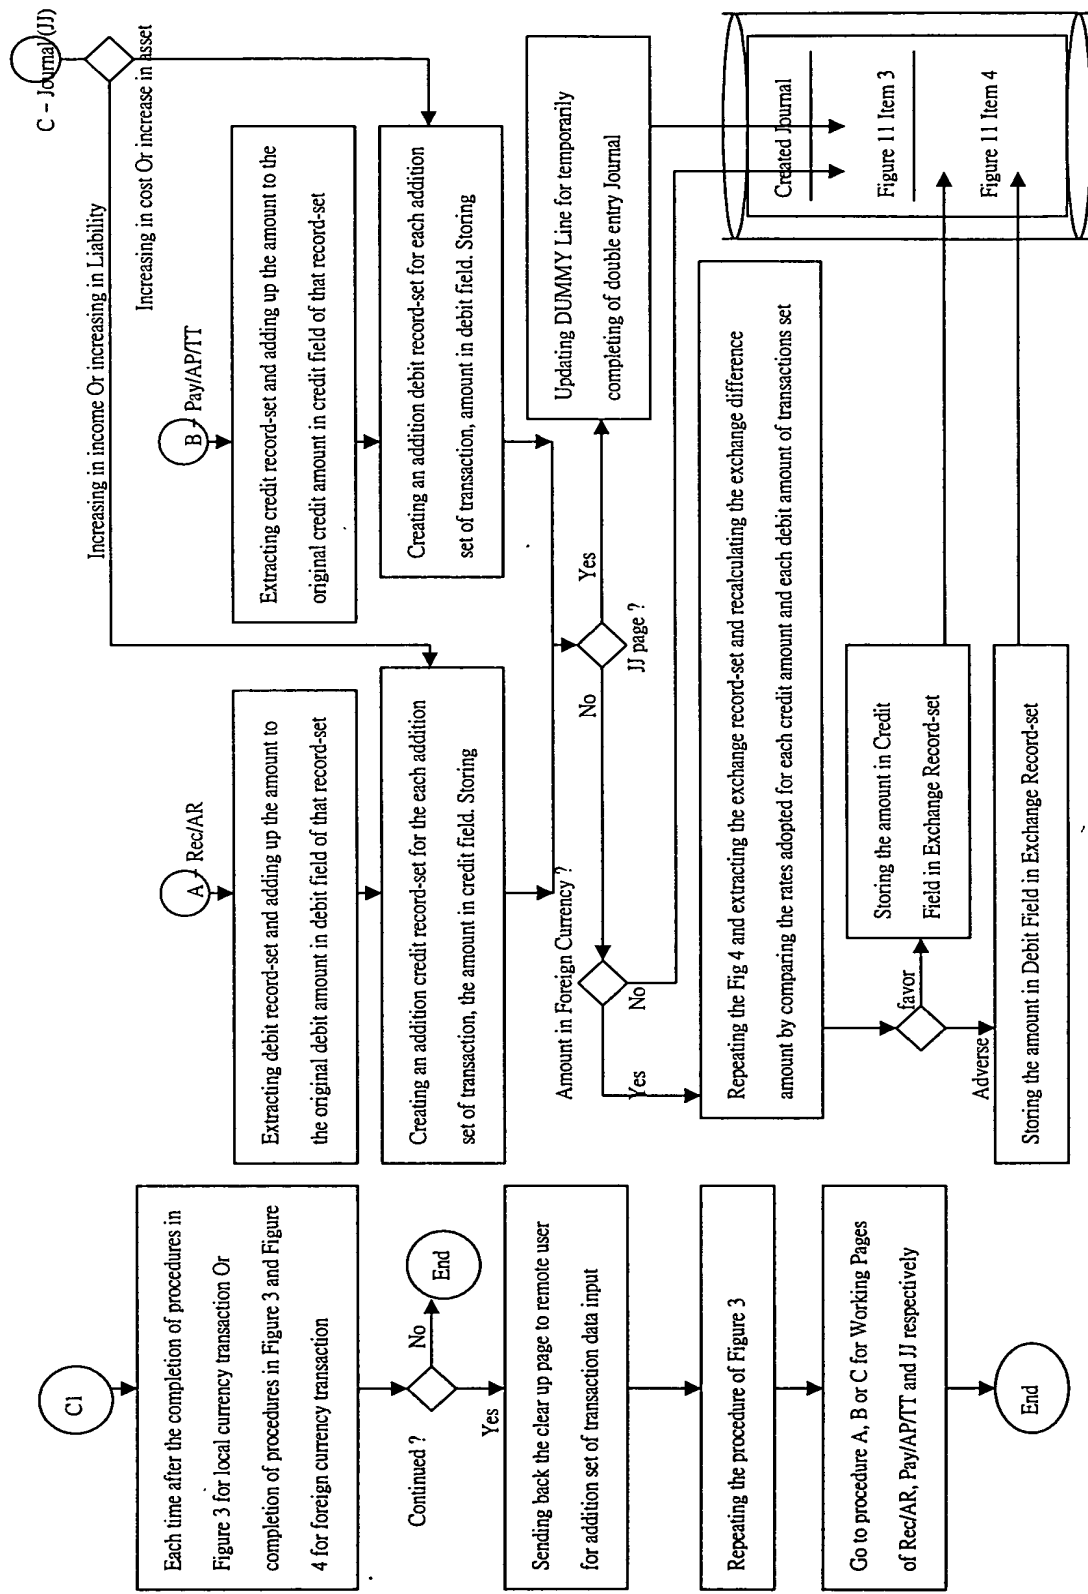 C1
Each time after the completion of procedures in
Figure 3 for local currency transaction Or
completion of procedures in Figure 3 and Figure
4 for foreign currency transaction
Continued ?
No
End
Yes
Sending back the clear up page to remote user
for addition set of transaction data input
Repeating the procedure of Figure 3
Go to procedure A, B or C for Working Pages
of Rec/AR, Pay/AP/TT and JJ respectively
End
A - Rec/AR
Extracting debit record-set and adding up the amount to
the original debit amount in debit field of that record-set
Creating an addition credit record-set for the each addition
set of transaction, the amount in credit field. Storing
B - Pay/AP/TT
Extracting credit record-set and adding up the amount to the
original credit amount in credit field of that record-set
Creating an addition debit record-set for each addition
set of transaction, amount in debit field. Storing
C - Journal (JJ)
Increasing in income Or increasing in Liability
Increasing in cost Or increase in asset
JJ page ?
No
Yes
Updating DUMMY Line for temporarily
completing of double entry Journal
Amount in Foreign Currency ?
Yes
No
Repeating the Fig 4 and extracting the exchange record-set and recalculating the exchange difference
amount by comparing the rates adopted for each credit amount and each debit amount of transactions set
favor
Adverse
Storing the amount in Credit
Field in Exchange Record-set
Storing the amount in Debit Field in Exchange Record-set
Created Journal
Figure 11 Item 3
Figure 11 Item 4